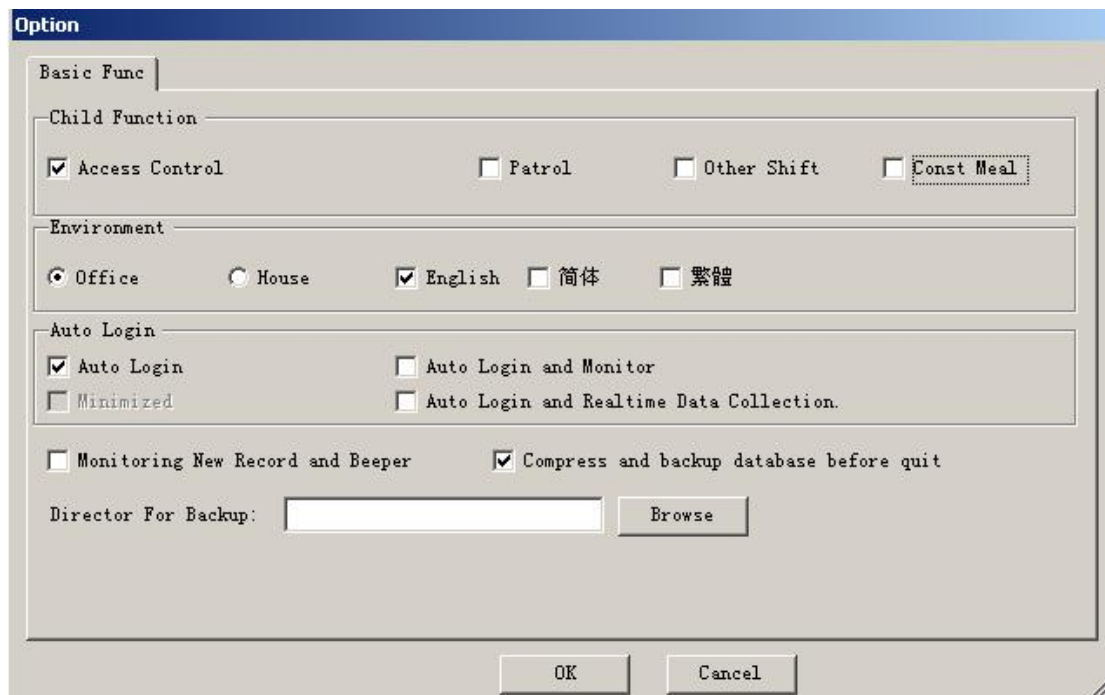 Option
Basic Func
Child Function
Access Control Patrol Other Shift Const Meal
Environment
Office House English 简体 繁體
Auto Login
Auto Login Auto Login and Monitor
Minimized Auto Login and Realtime Data Collection.
Monitoring New Record and Beeper Compress and backup database before quit
Director For Backup: Browse
OK Cancel